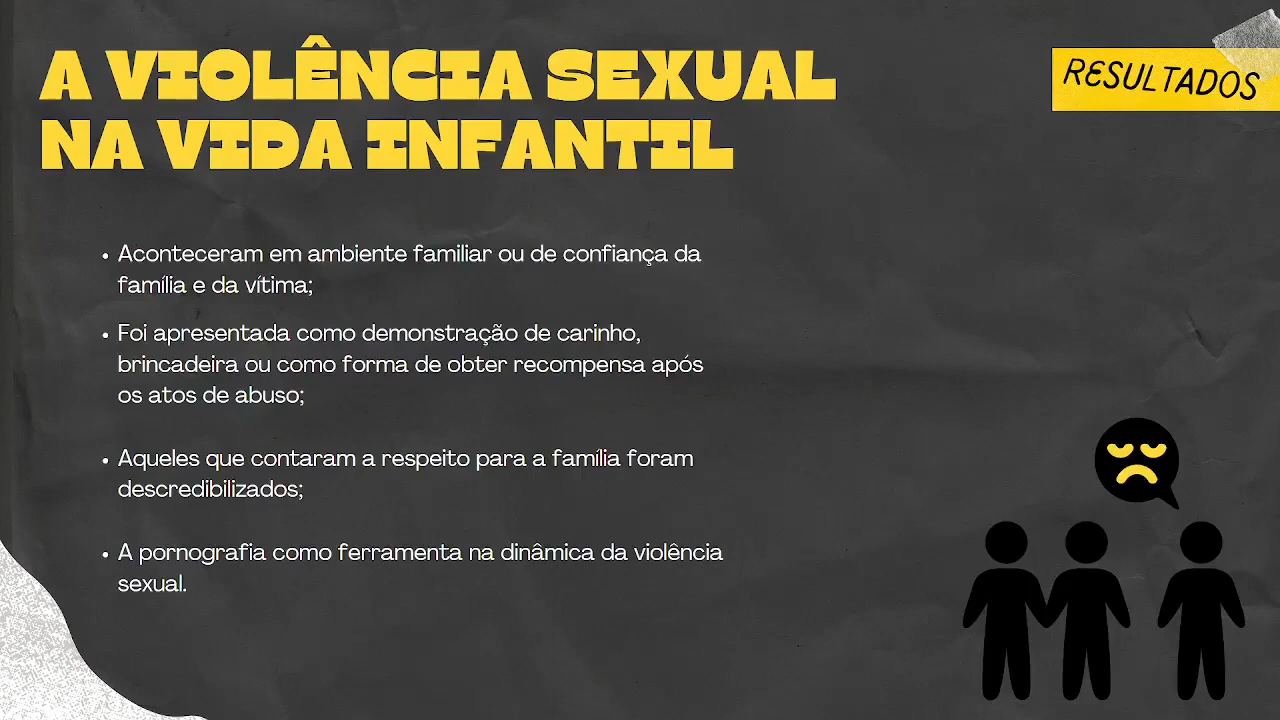 A VIOLÊNCIA SEXUAL
NA VIDA INFANTIL
RESULTADOS
• Aconteceram em ambiente familiar ou de confiança da
família e da vítima;
• Foi apresentada como demonstração de carinho,
brincadeira ou como forma de obter recompensa após
os atos de abuso;
• Aqueles que contaram a respeito para a família foram
descredibilizados;
• A pornografia como ferramenta na dinâmica da violência
sexual.